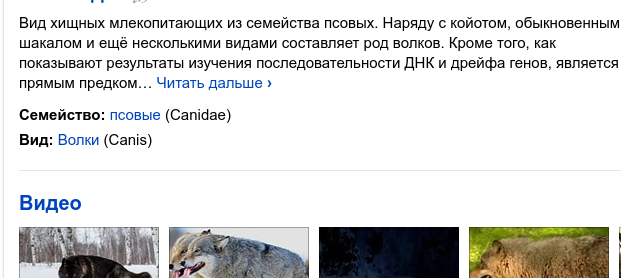 Вид хищных млекопитающих из семейства псовых. Наряду с койотом, обыкновенным
шакалом и ещё несколькими видами составляет род волков. Кроме того, как
показывают результаты изучения последовательности ДНК и дрейфа генов, является
прямым предком… Читать дальше ›
Семейство: псовые (Canidae)
Вид: Волки (Canis)
Видео